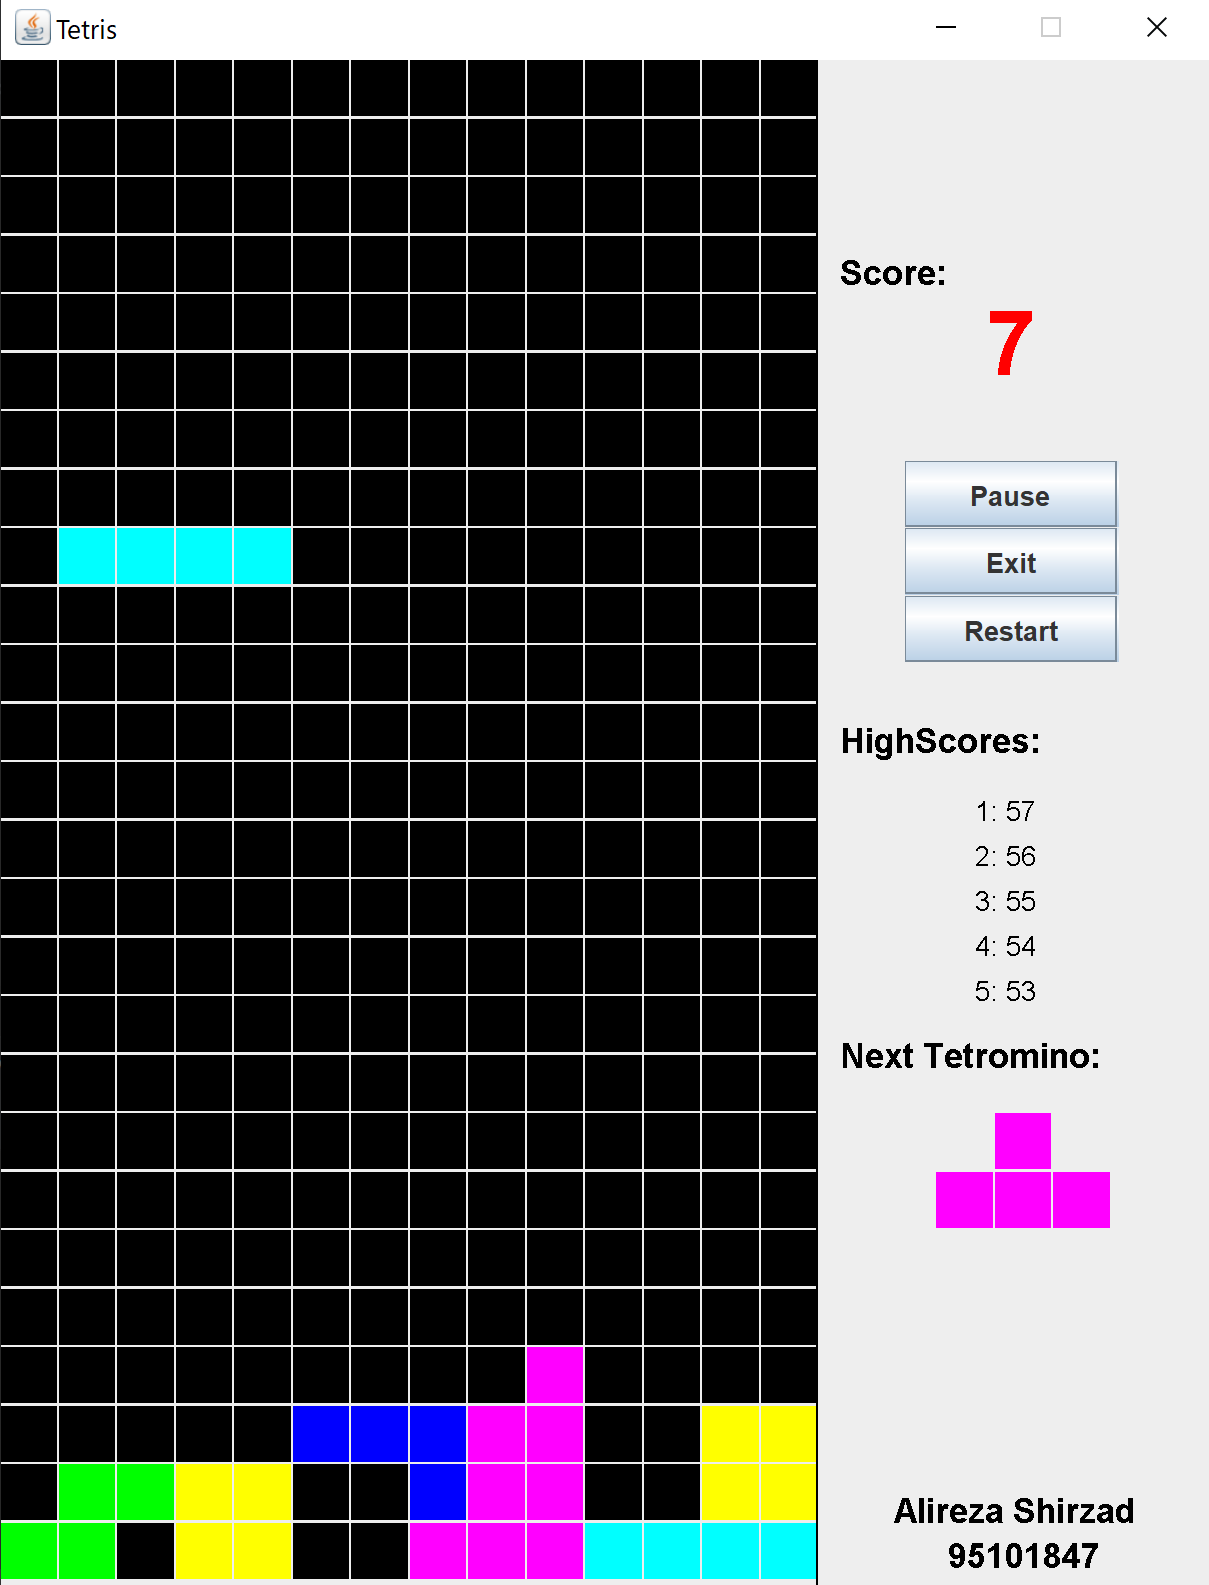 Tetris
Score:
7
Pause
Exit
Restart
HighScores:
1: 57
2: 56
3: 55
4: 54
5: 53
Next Tetromino:
Alireza Shirzad
95101847